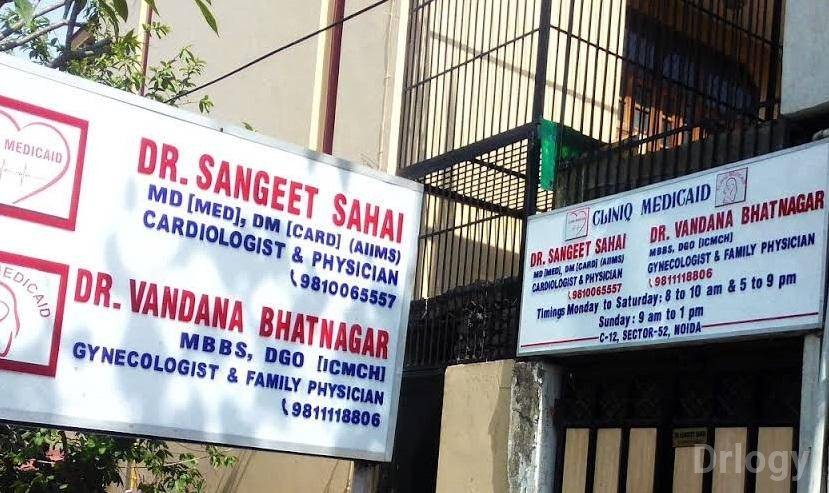 MEDICAID
DR. SANGEET SAHAI
MD [MED], DM [CARD] (AIIMS)
CARDIOLOGIST & PHYSICIAN
9810065557
MEDICAID
DR. VANDANA BHATNAGAR
MBBS, DGO [ICMCH]
GYNECOLOGIST & FAMILY PHYSICIAN
9811118806
CLINIQ MEDICAID
DR. SANGEET SAHAI
MD [MED], DM [CARD] (AIIMS)
CARDIOLOGIST & PHYSICIAN
9810065557
DR. VANDANA BHATNAGAR
MBBS, DGO [ICMCH]
GYNECOLOGIST & FAMILY PHYSICIAN
9811118806
Timings Monday to Saturday: 8 to 10 am & 5 to 9 pm
Sunday: 9 am to 1 pm
C-12, SECTOR-52, NOIDA
DR SANGEET SAHAI
Drlogy